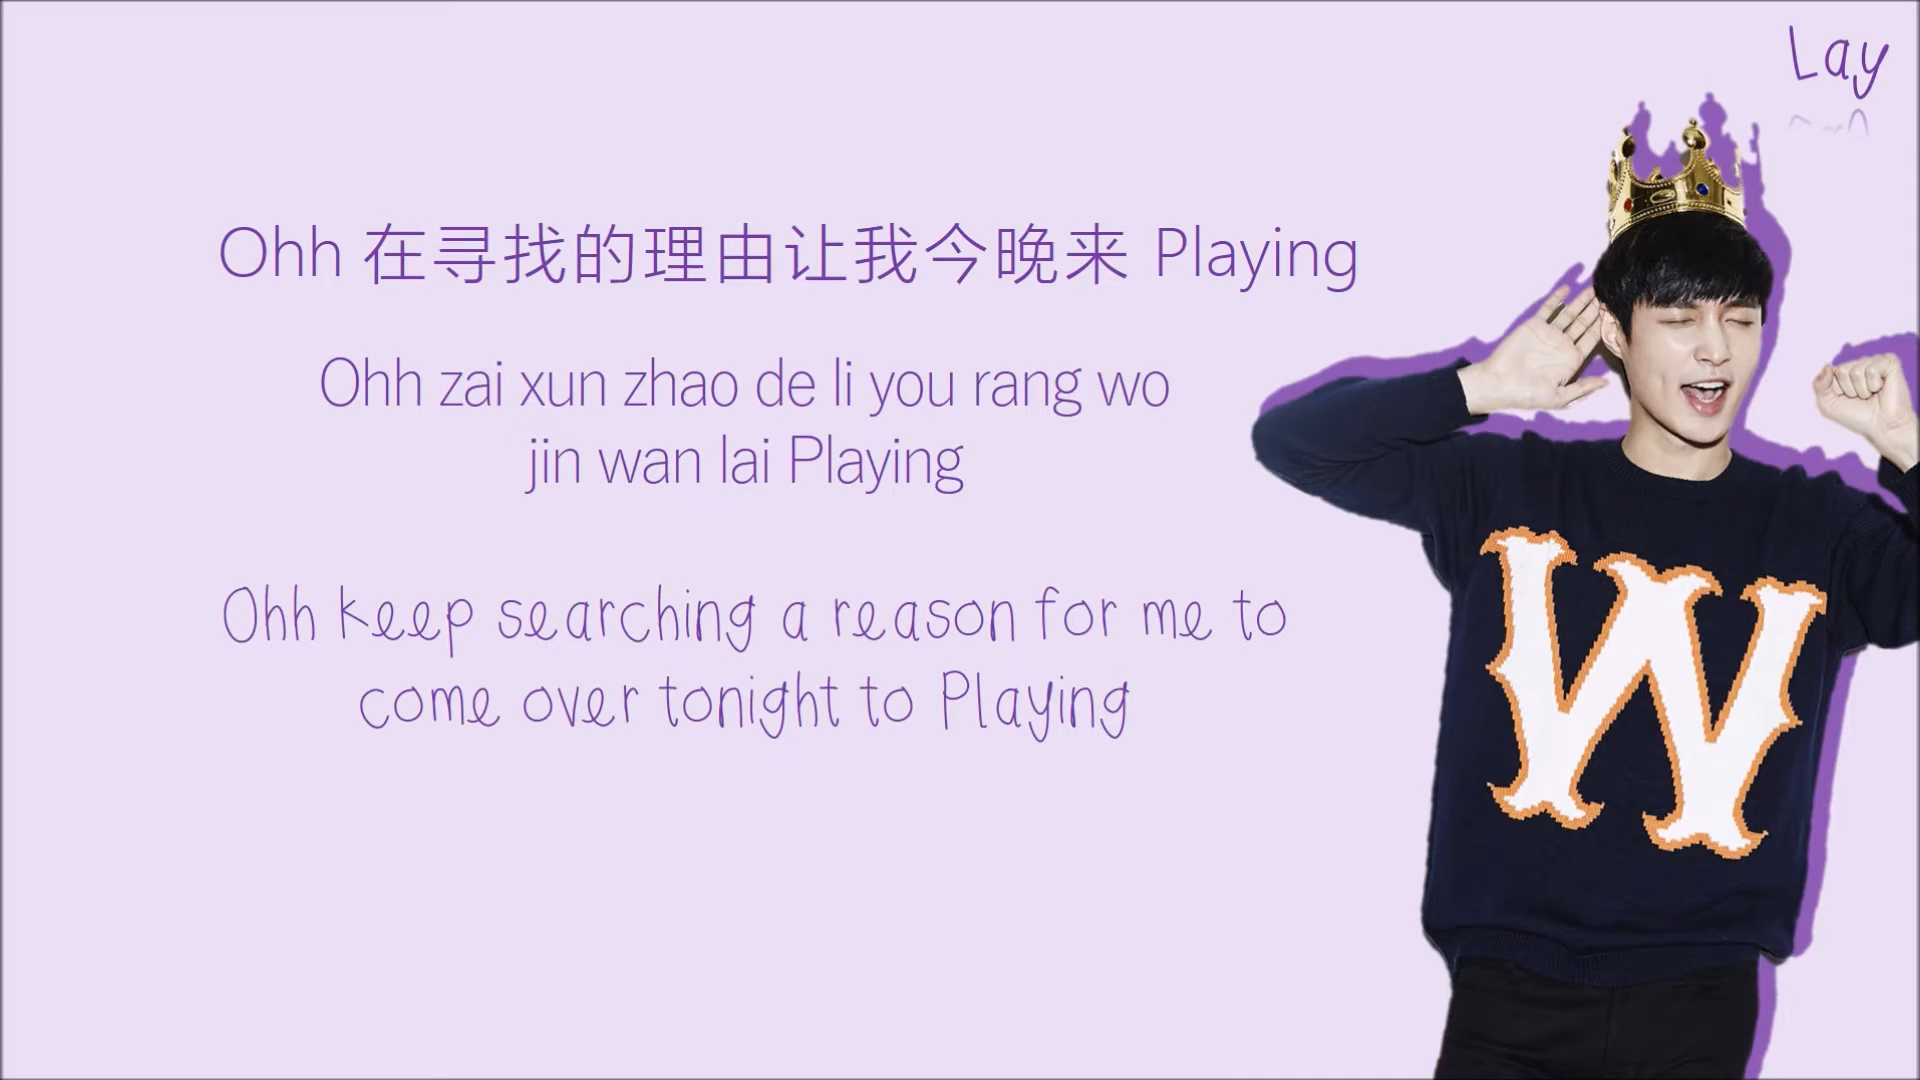 Lay
Ohh 在寻找的理由让我今晚来 Playing
Ohh zai xun zhao de li you rang wo
jin wan lai Playing
Ohh keep searching a reason for me to
come over tonight to Playing
W